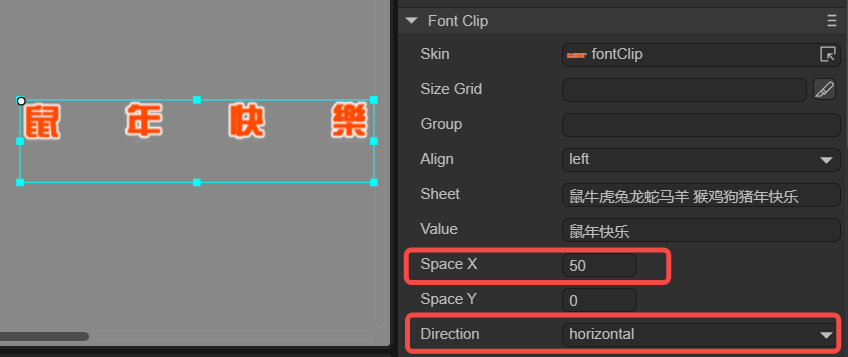 鼠年快樂
Font Clip
Skin fontClip
Size Grid
Group
Align left
Sheet 鼠牛虎兔龙蛇马羊 猴鸡狗猪年快乐
Value 鼠年快乐
Space X 50
Space Y 0
Direction horizontal